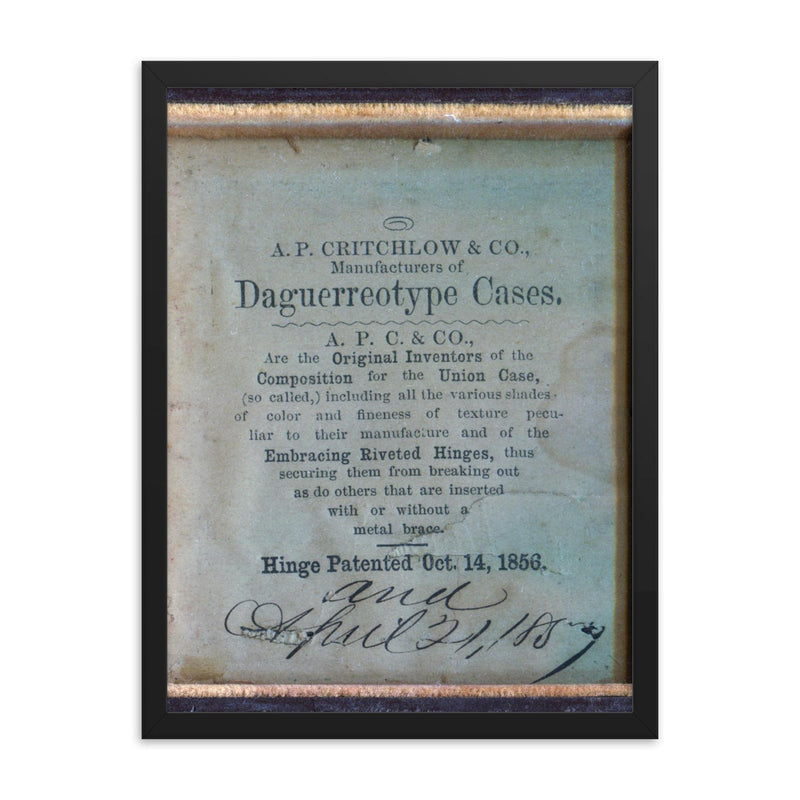 A. P. CRITCHLOW & CO.,
Manufacturers of
Daguerreotype Cases.
A. P. C. & CO.,
Are the Original Inventors of the
Composition for the Union Case,
(so called,) including all the various shades
of color and fineness of texture pecu-
liar to their manufacture and of the
Embracing Riveted Hinges, thus
securing them from breaking out
as do others that are inserted
with or without a
metal brace.
Hinge Patented Oct. 14, 1856.
and
April 21, 1857